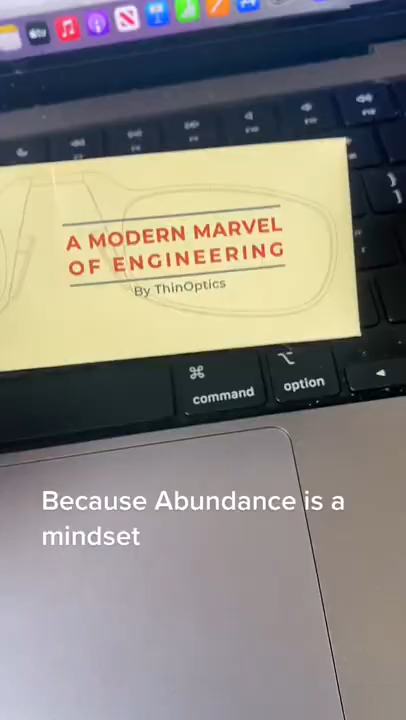 A MODERN MARVEL
OF ENGINEERING
By ThinOptics
command
option
Because Abundance is a
mindset